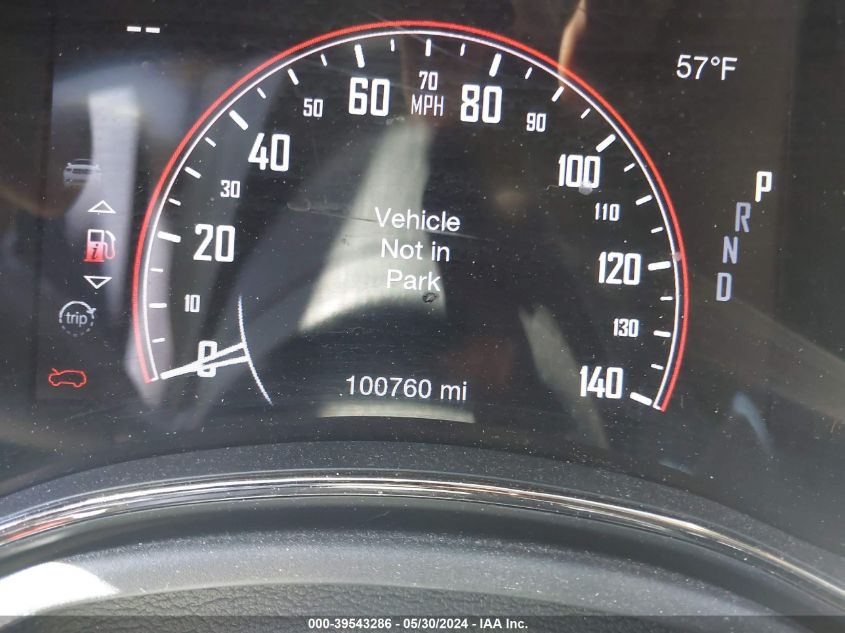 --
57°F
70
MPH
60
80
50
90
40
100
30
110
20
120
10
130
0
140
Vehicle
Not in
Park
P
R
N
D
i
trip
100760 mi
000-39543286 - 05/30/2024 - IAA Inc.